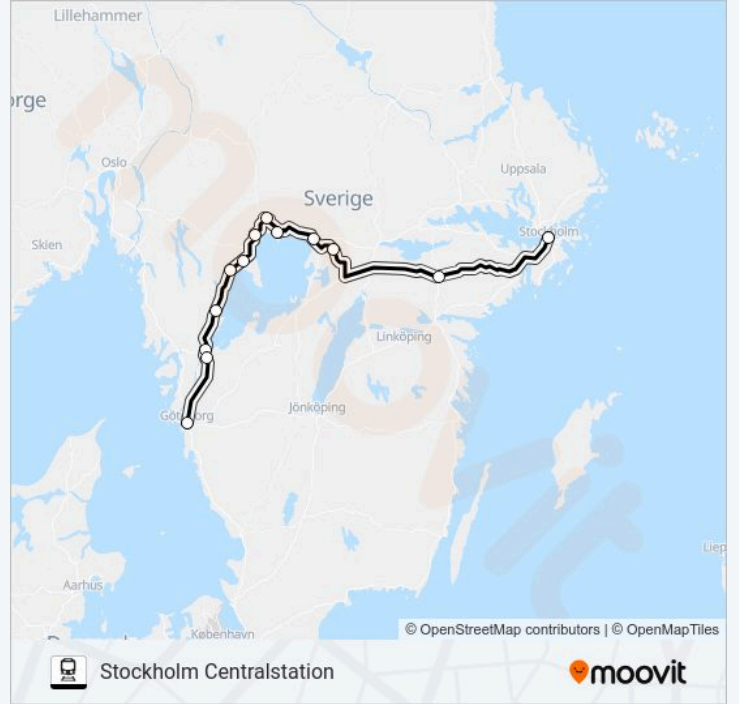 Lillehammer
orge
Oslo
Uppsala
Sverige
Skien
Stockholm
Linköping
Göteborg
Jönköping
Liep
Aarhus
København
© OpenStreetMap contributors | © OpenMapTiles
Stockholm Centralstation
moovit